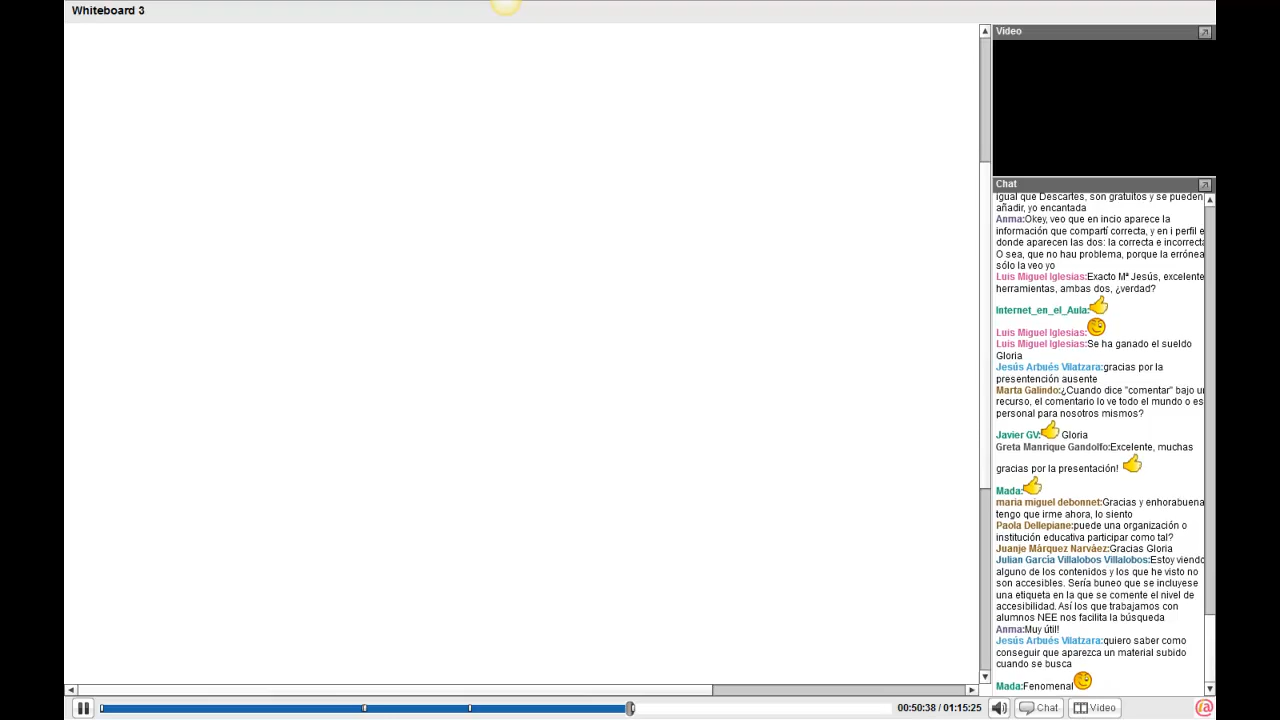 Whiteboard 3
Video
Chat
igual que Descartes, son gratuitos y se pueden
añadir, yo encantada
Anma:Okey, veo que en incio aparece la
información que compartí correcta, y en i perfil e
donde aparecen las dos: la correcta e incorrecta
O sea, que no hau problema, porque la errónea
sólo la veo yo
Luis Miguel Iglesias:Exacto Mª Jesús, excelente
herramientas, ambas dos, ¿verdad?
Internet_en_el_Aula:
Luis Miguel Iglesias:
Luis Miguel Iglesias:Se ha ganado el sueldo
Gloria
Jesús Arbués Vilatzara:gracias por la
presentención ausente
Marta Galindo:¿Cuando dice "comentar" bajo un
recurso, el comentario lo ve todo el mundo o es
personal para nosotros mismos?
Javier GV: Gloria
Greta Manrique Gandolfo:Excelente, muchas
gracias por la presentación!
Mada:
maria miguel debonnet:Gracias y enhorabuena
tengo que irme ahora, lo siento
Paola Dellepiane:puede una organización o
institución educativa participar como tal?
Juanje Márquez Narváez:Gracias Gloria
Julian García Villalobos Villalobos:Estoy viendo
alguno de los contenidos y los que he visto no
son accesibles. Sería buneo que se incluyese
una etiqueta en la que se comente el nivel de
accesibilidad. Así los que trabajamos con
alumnos NEE nos facilita la búsqueda
Anma:Muy útil!
Jesús Arbués Vilatzara:quiero saber como
conseguir que aparezca un material subido
cuando se busca
Mada:Fenomenal
00:50:38 / 01:15:25
Chat
Video
@